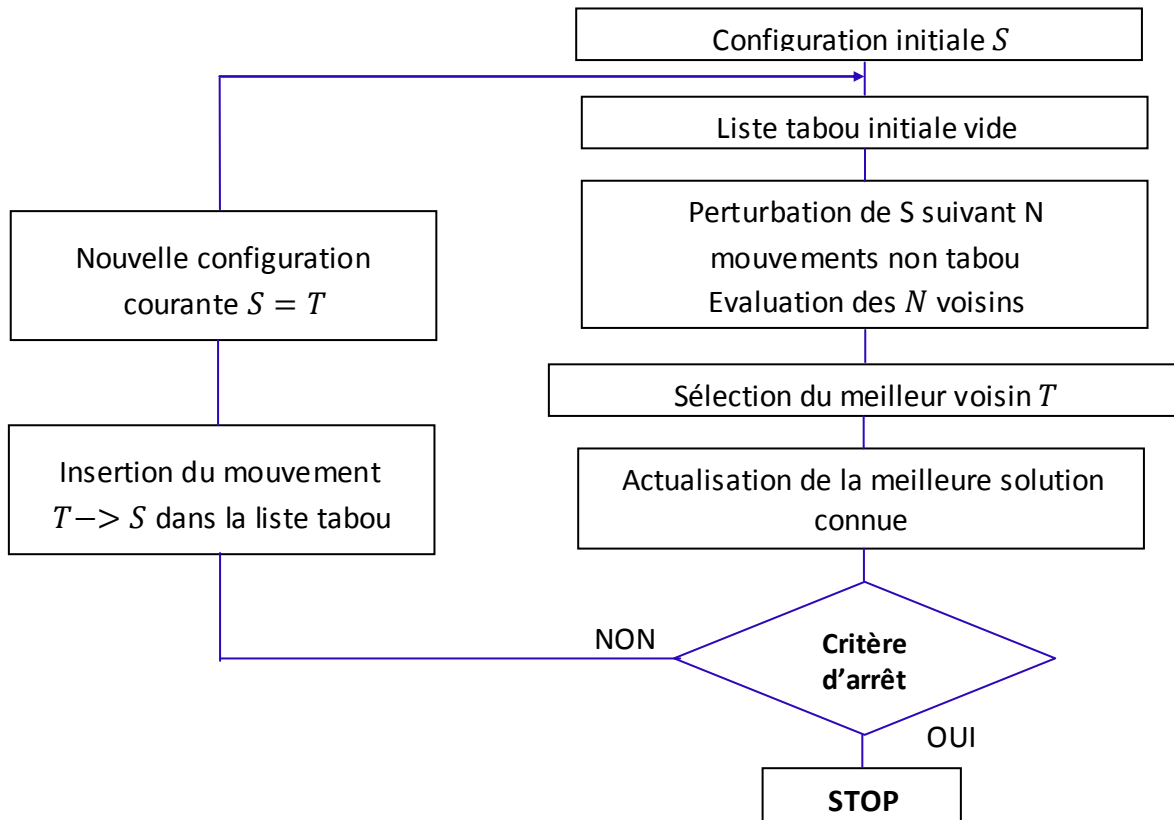 Configuration initiale S
Liste tabou initiale vide
Perturbation de S suivant N
mouvements non tabou
Evaluation des N voisins
Sélection du meilleur voisin T
Actualisation de la meilleure solution
connue
Critère
d’arrêt
NON
OUI
STOP
Insertion du mouvement
T−> S dans la liste tabou
Nouvelle configuration
courante S = T